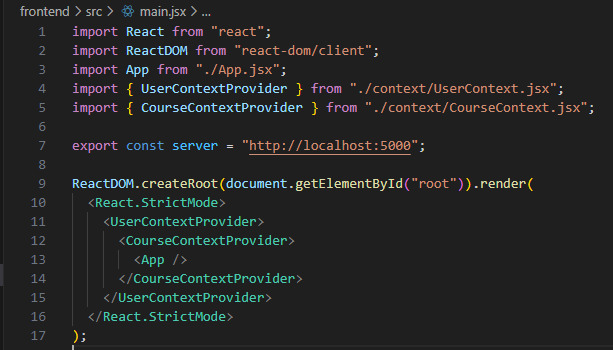 frontend > src > main.jsx > ...
1 import React from "react";
2 import ReactDOM from "react-dom/client";
3 import App from "./App.jsx";
4 import { UserContextProvider } from "./context/UserContext.jsx";
5 import { CourseContextProvider } from "./context/CourseContext.jsx";
6
7 export const server = "http://localhost:5000";
8
9 ReactDOM.createRoot(document.getElementById("root")).render(
10   <React.StrictMode>
11     <UserContextProvider>
12       <CourseContextProvider>
13         <App />
14       </CourseContextProvider>
15     </UserContextProvider>
16   </React.StrictMode>
17 );